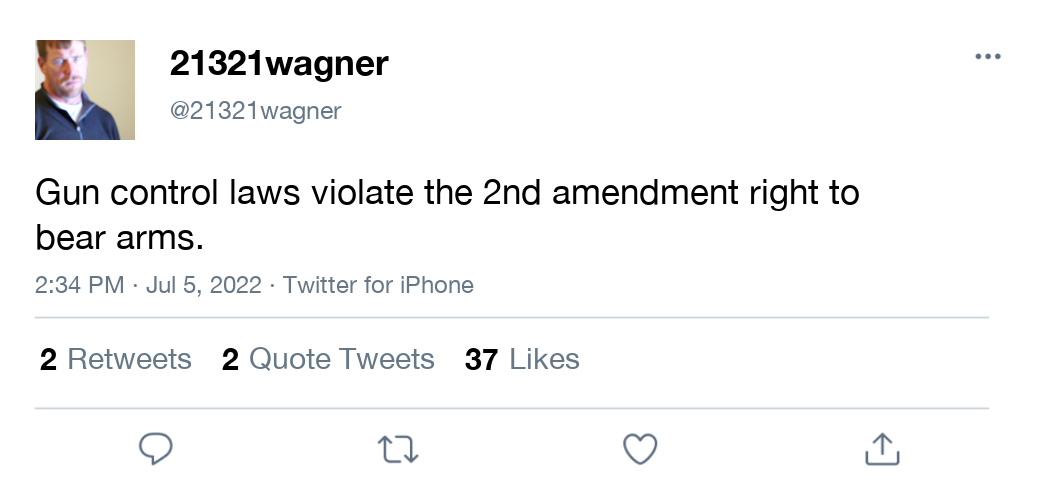 21321wagner
@21321wagner
Gun control laws violate the 2nd amendment right to
bear arms.
2:34 PM · Jul 5, 2022 · Twitter for iPhone
2 Retweets 2 Quote Tweets 37 Likes